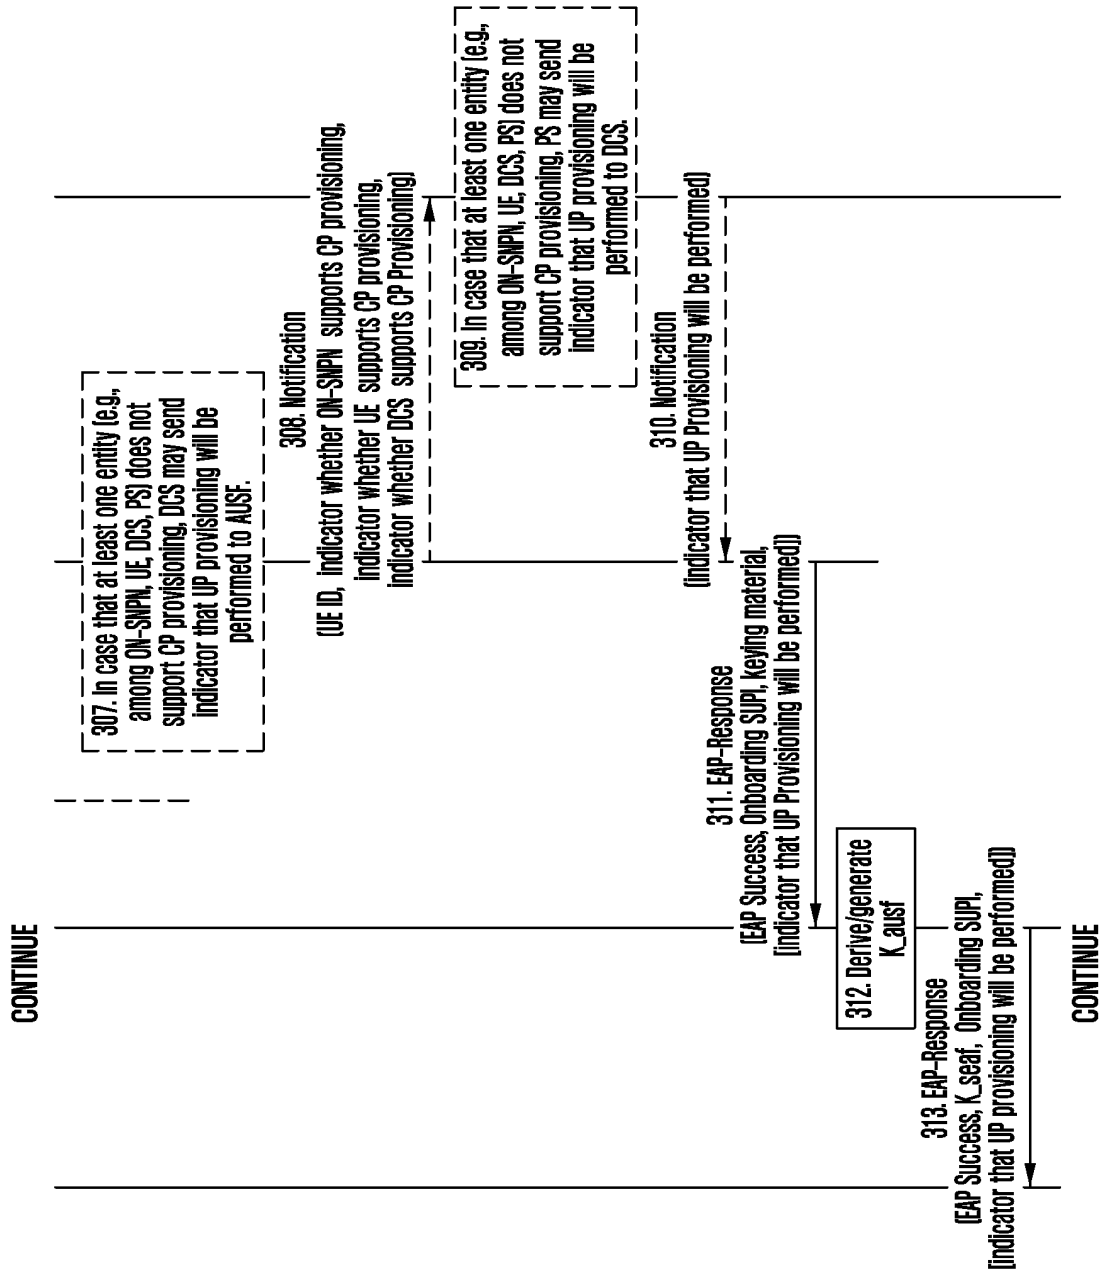 CONTINUE
307. In case that at least one entity (e.g.,
among ON-SNPN, UE, DCS, PS) does not
support CP provisioning, DCS may send
indicator that UP provisioning will be
performed to AUSF.
308. Notification
(UE ID, indicator whether ON-SNPN supports CP provisioning,
indicator whether UE supports CP provisioning,
indicator whether DCS supports CP Provisioning)
309. In case that at least one entity (e.g.,
among ON-SNPN, UE, DCS, PS) does not
support CP provisioning, PS may send
indicator that UP provisioning will be
performed to DCS.
310. Notification
(indicator that UP Provisioning will be performed)
311. EAP-Response
(EAP Success, Onboarding SUPI, keying material,
[indicator that UP Provisioning will be performed])
312. Derive/generate
K_ausf
313. EAP-Response
(EAP Success, K_seaf, Onboarding SUPI,
[indicator that UP provisioning will be performed])
CONTINUE